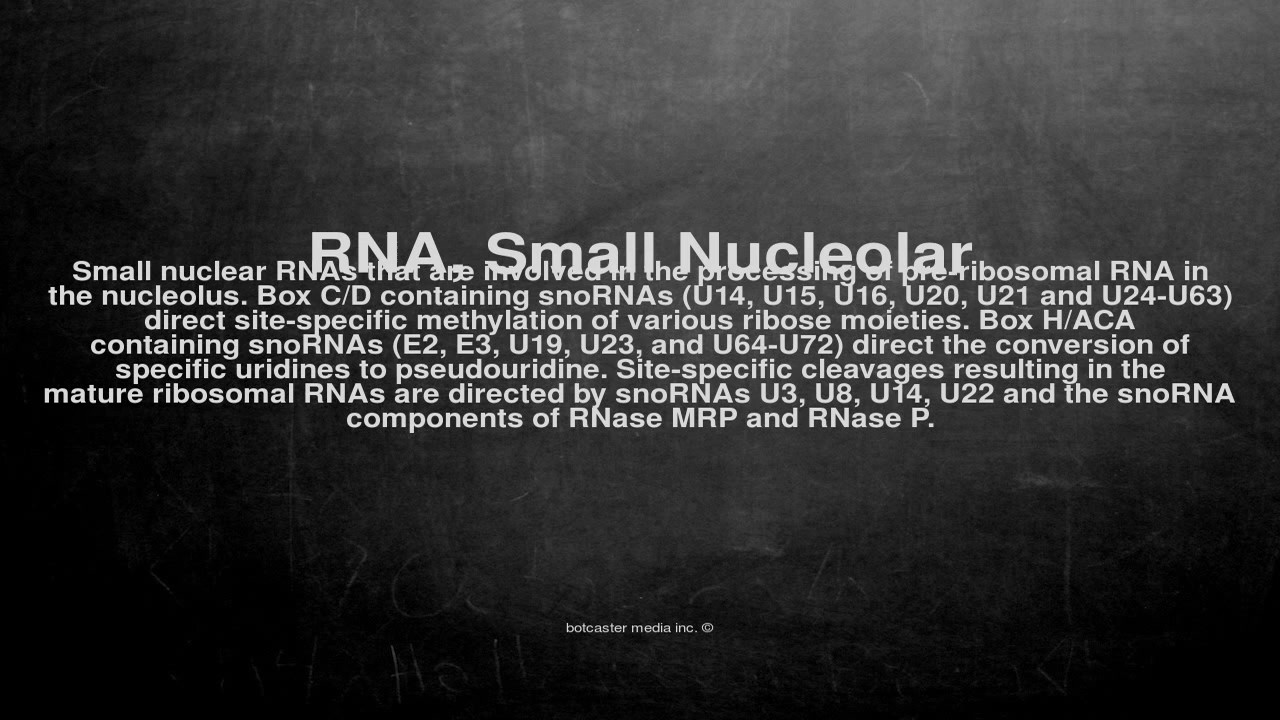 RNA, Small Nucleolar
Small nuclear RNAs that are involved in the processing of pre-ribosomal RNA in
the nucleolus. Box C/D containing snoRNAs (U14, U15, U16, U20, U21 and U24-U63)
direct site-specific methylation of various ribose moieties. Box H/ACA
containing snoRNAs (E2, E3, U19, U23, and U64-U72) direct the conversion of
specific uridines to pseudouridine. Site-specific cleavages resulting in the
mature ribosomal RNAs are directed by snoRNAs U3, U8, U14, U22 and the snoRNA
components of RNase MRP and RNase P.
botcaster media inc. ©